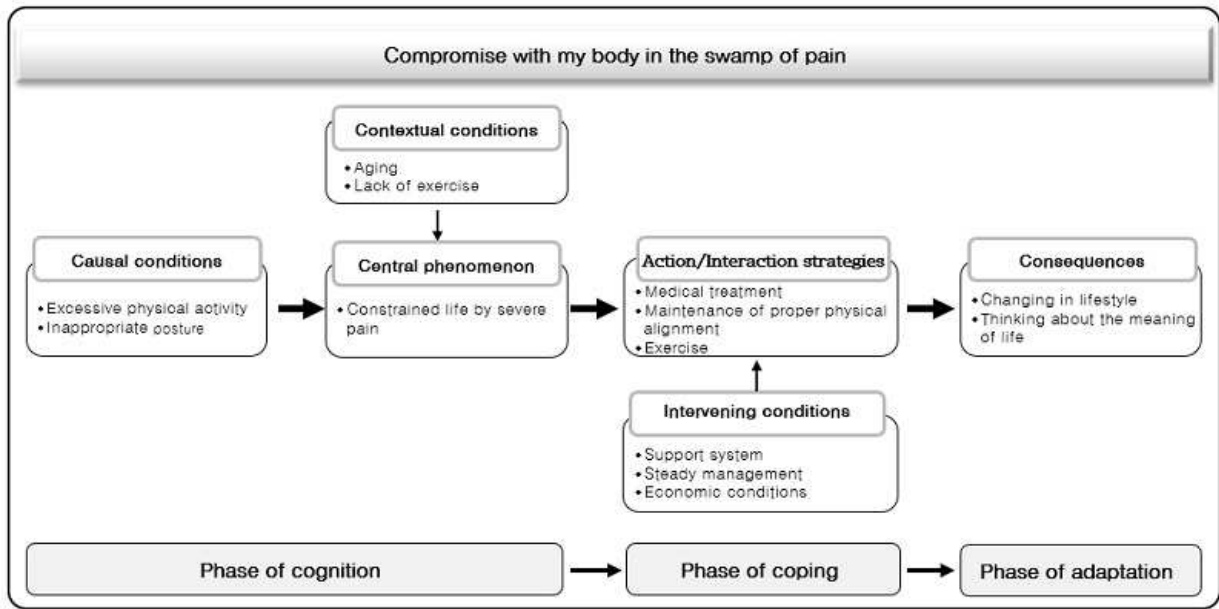 Compromise with my body in the swamp of pain
Contextual conditions
• Aging
• Lack of exercise
Causal conditions
• Excessive physical activity
• Inappropriate posture
Central phenomenon
• Constrained life by severe
pain
Action/Interaction strategies
• Medical treatment
• Maintenance of proper physical
alignment
• Exercise
Consequences
• Changing in lifestyle
• Thinking about the meaning
of life
Intervening conditions
• Support system
• Steady management
• Economic conditions
Phase of cognition
Phase of coping
Phase of adaptation